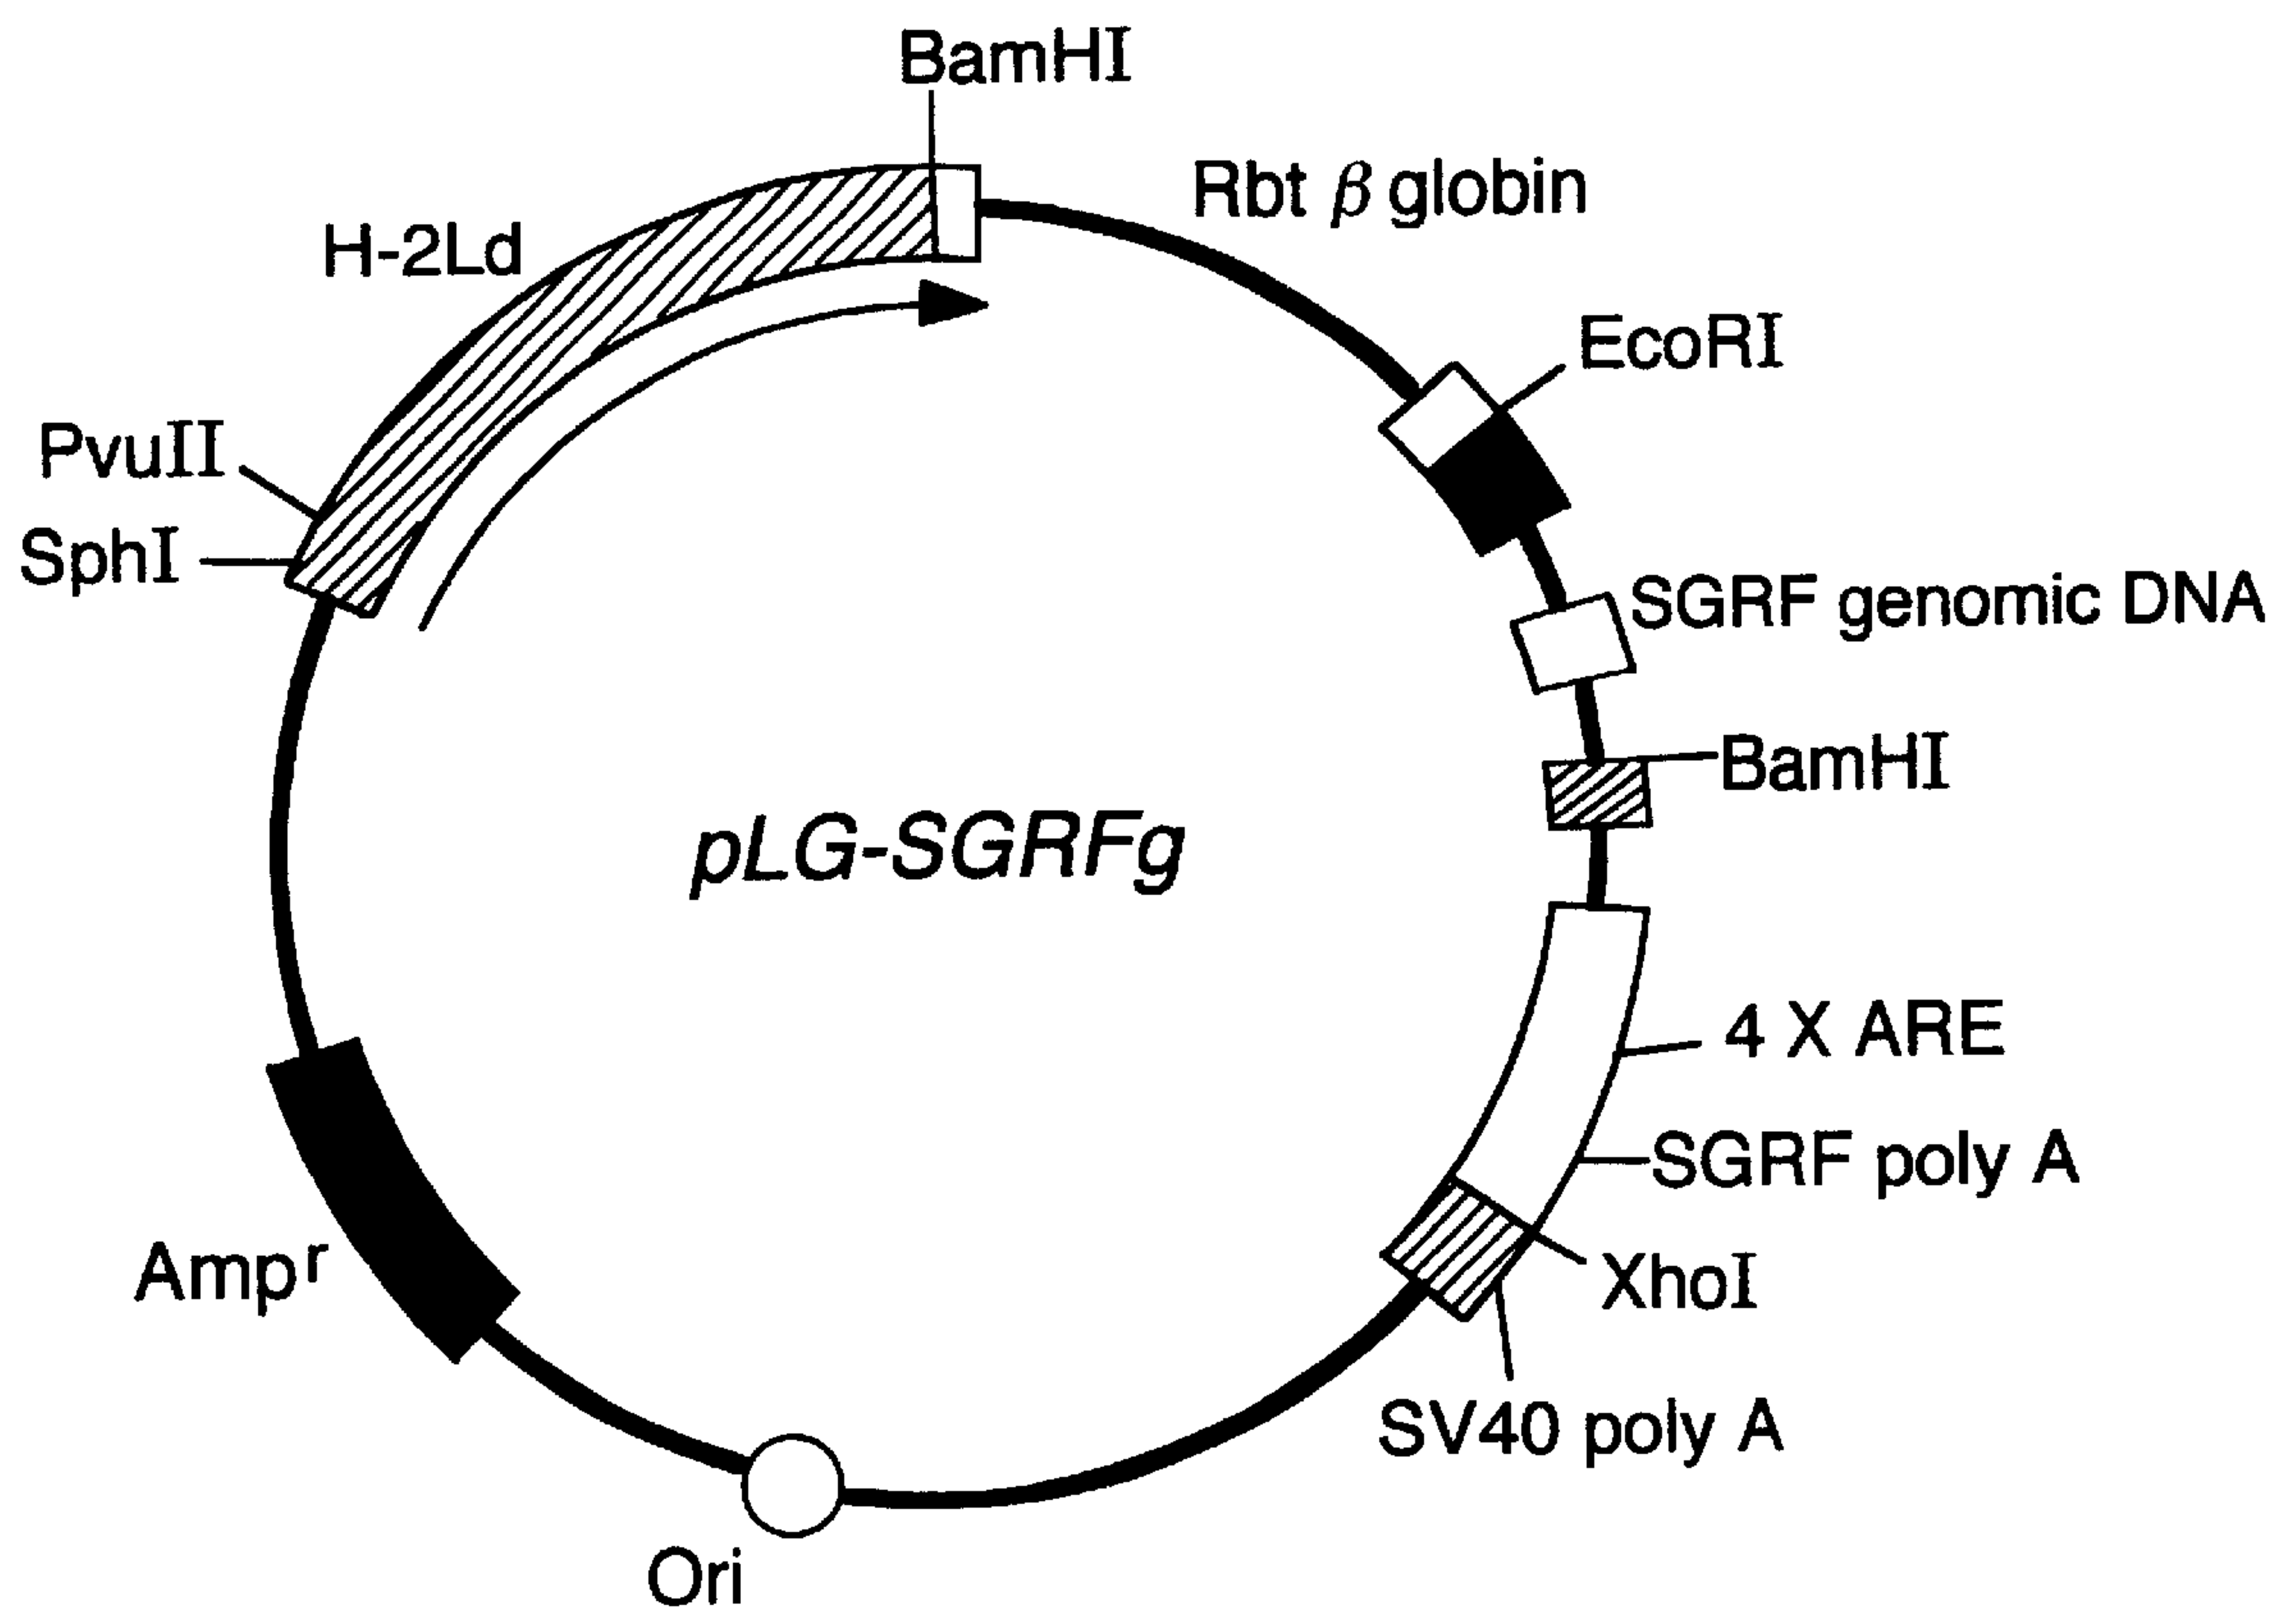 BamHI
Rbt β globin
H-2Ld
EcoRI
PvuII
SphI
SGRF genomic DNA
BamHI
pLG-SGRFg
4 X ARE
SGRF poly A
Ampr
XhoI
SV40 poly A
Ori